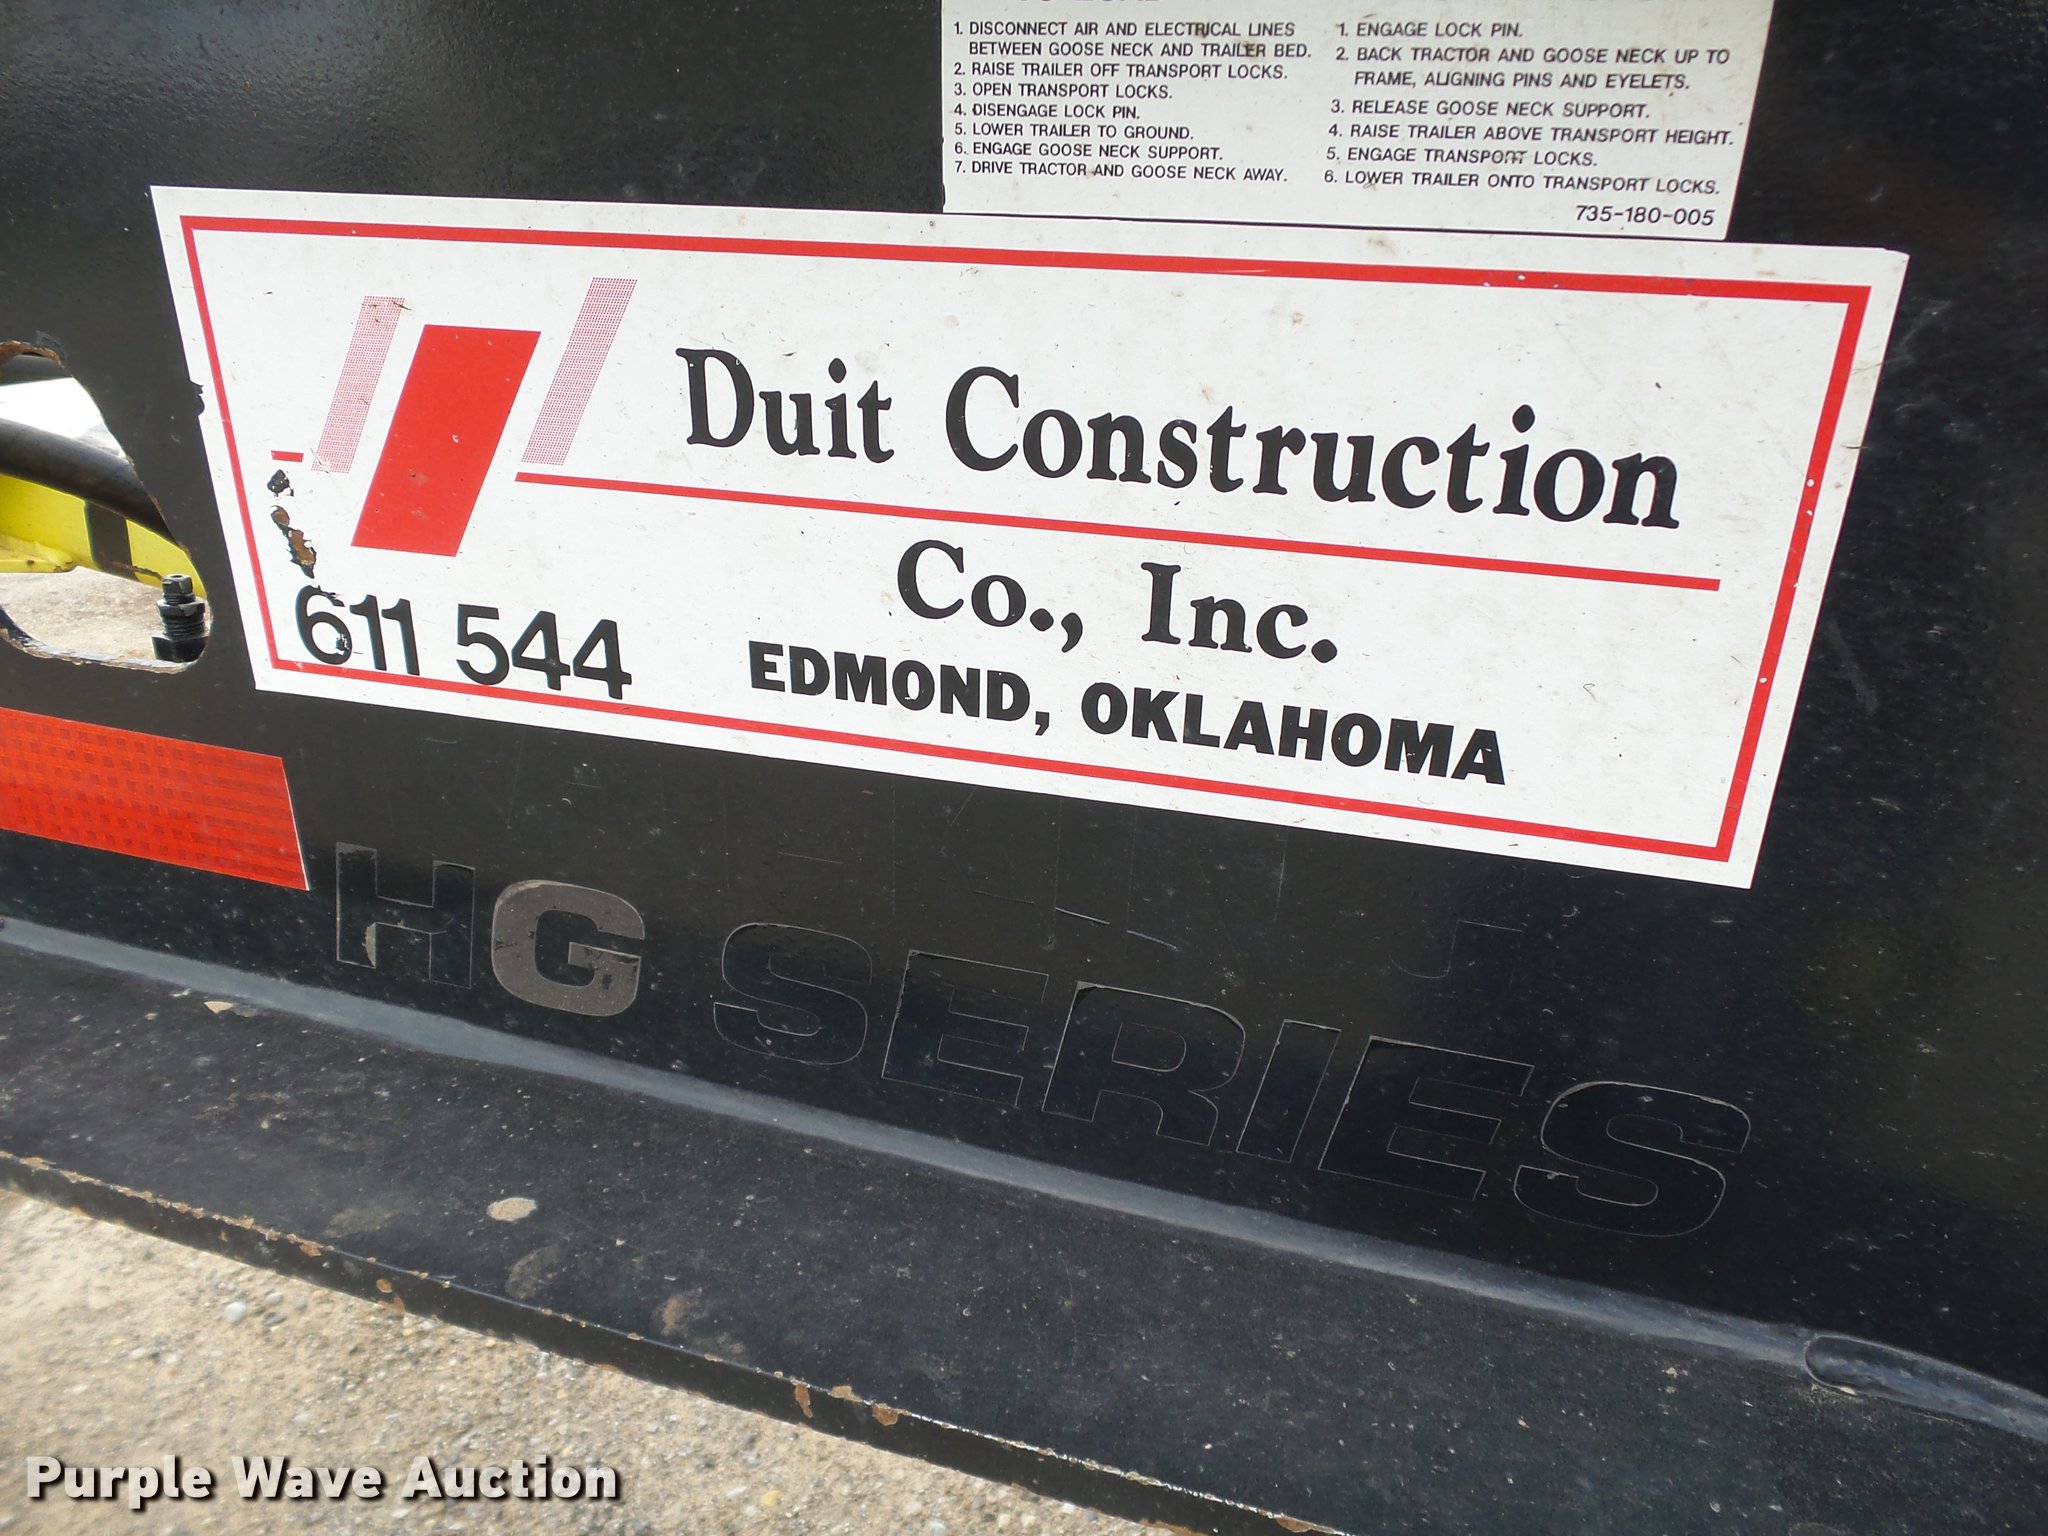 1. DISCONNECT AIR AND ELECTRICAL LINES
BETWEEN GOOSE NECK AND TRAILER BED.
2. RAISE TRAILER OFF TRANSPORT LOCKS.
3. OPEN TRANSPORT LOCKS.
4. DISENGAGE LOCK PIN.
5. LOWER TRAILER TO GROUND.
6. ENGAGE GOOSE NECK SUPPORT.
7. DRIVE TRACTOR AND GOOSE NECK AWAY.
1. ENGAGE LOCK PIN.
2. BACK TRACTOR AND GOOSE NECK UP TO
FRAME, ALIGNING PINS AND EYELETS.
3. RELEASE GOOSE NECK SUPPORT.
4. RAISE TRAILER ABOVE TRANSPORT HEIGHT.
5. ENGAGE TRANSPORT LOCKS.
6. LOWER TRAILER ONTO TRANSPORT LOCKS.
735-180-005
Duit Construction
Co., Inc.
611 544
EDMOND, OKLAHOMA
HG SERIES
Purple Wave Auction